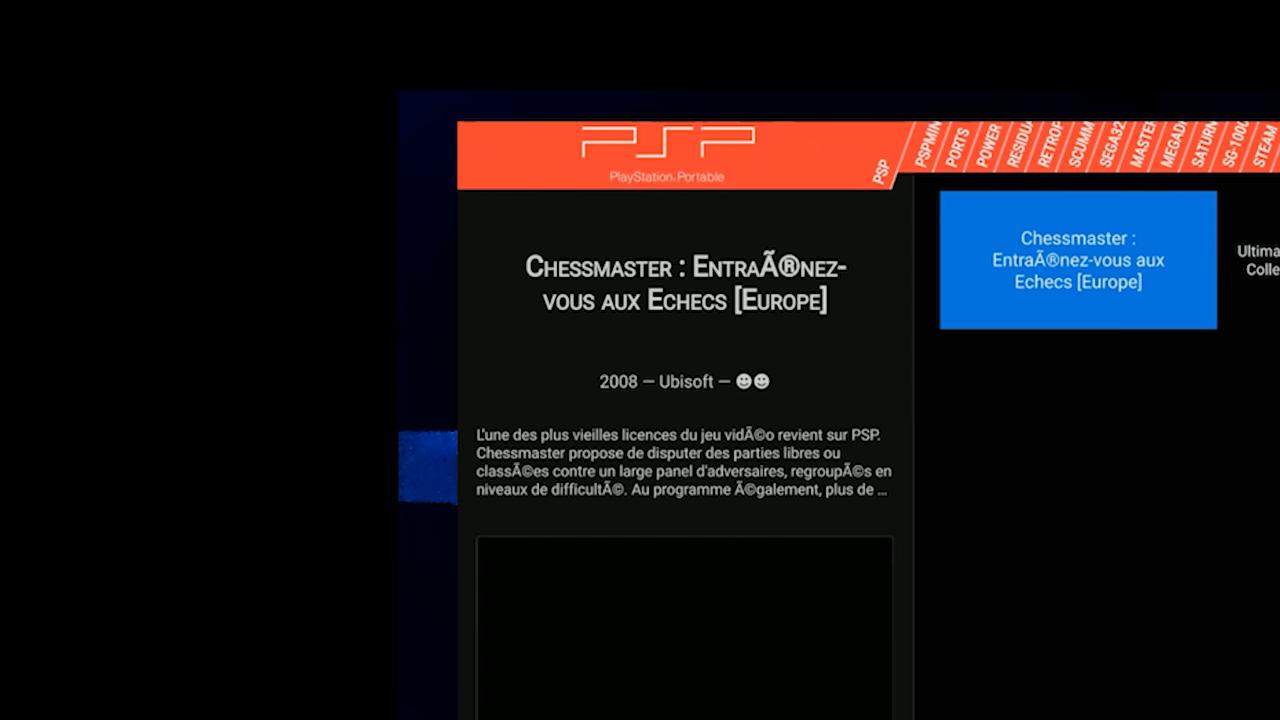 PSP
PlayStation Portable
PSP
PSPMIN
PORTS
POWER
RESIDU
RETROP
SCUMM
SEGA32
MASTER
MEGAD
SATURN
SG-1000
STEAM
Chessmaster : EntraÃ®nez-
vous aux Echecs [Europe]
2008 — Ubisoft —
L'une des plus vieilles licences du jeu vidÃ©o revient sur PSP.
Chessmaster propose de disputer des parties libres ou
classÃ©es contre un large panel d'adversaires, regroupÃ©s en
niveaux de difficultÃ©. Au programme Ã©galement, plus de ...
Chessmaster :
EntraÃ®nez-vous aux
Echecs [Europe]
Ultima
Colle